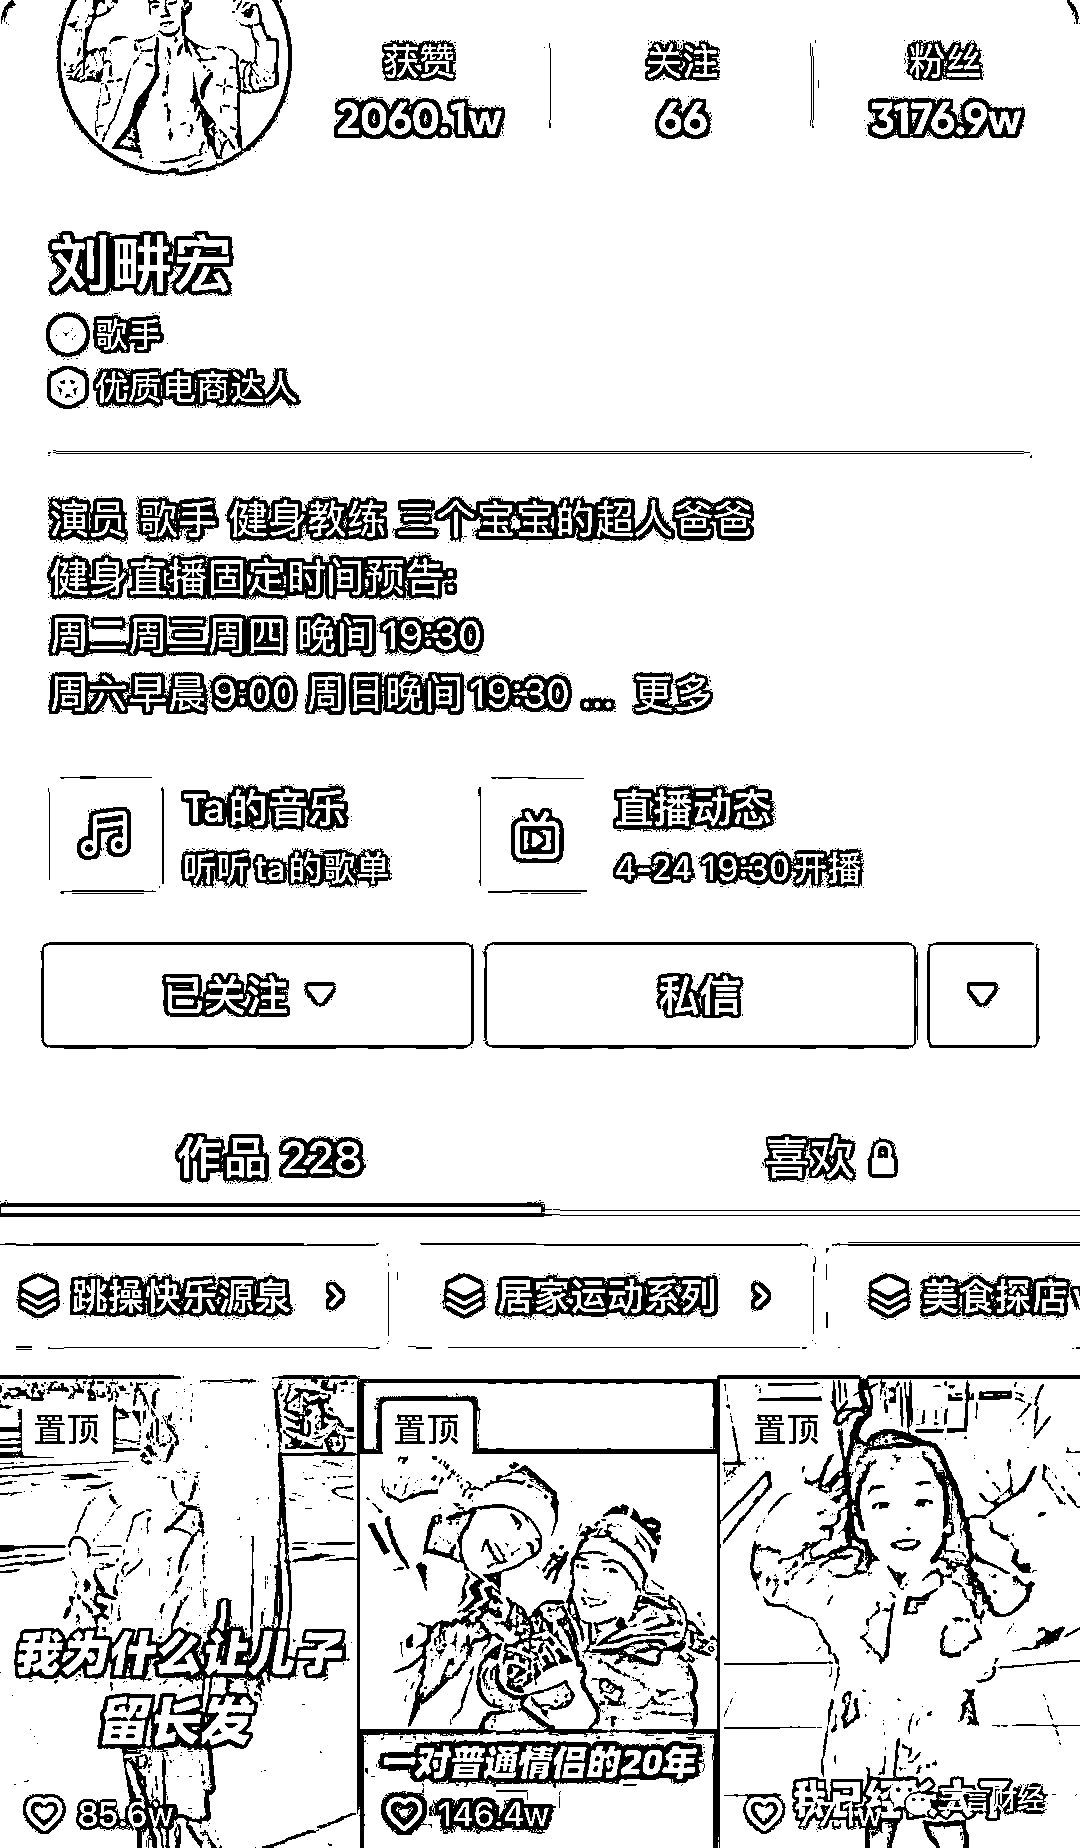 获赞 关注 粉丝
2060.1w 66 3176.9w
刘畊宏
歌手
优质电商达人
演员 歌手 健身教练 三个宝宝的超人爸爸
健身直播固定时间预告:
周二周三周四 晚间19:30
周六早晨9:00 周日晚间19:30 ... 更多
Ta的音乐 直播动态
听听ta的歌单 4-24 19:30开播
已关注 私信
作品 228 喜欢
跳操快乐源泉 居家运动系列 美食探店
置顶 置顶 置顶
我为什么让儿子
留长发
一对普通情侣的20年
85.6w 146.4w
财经